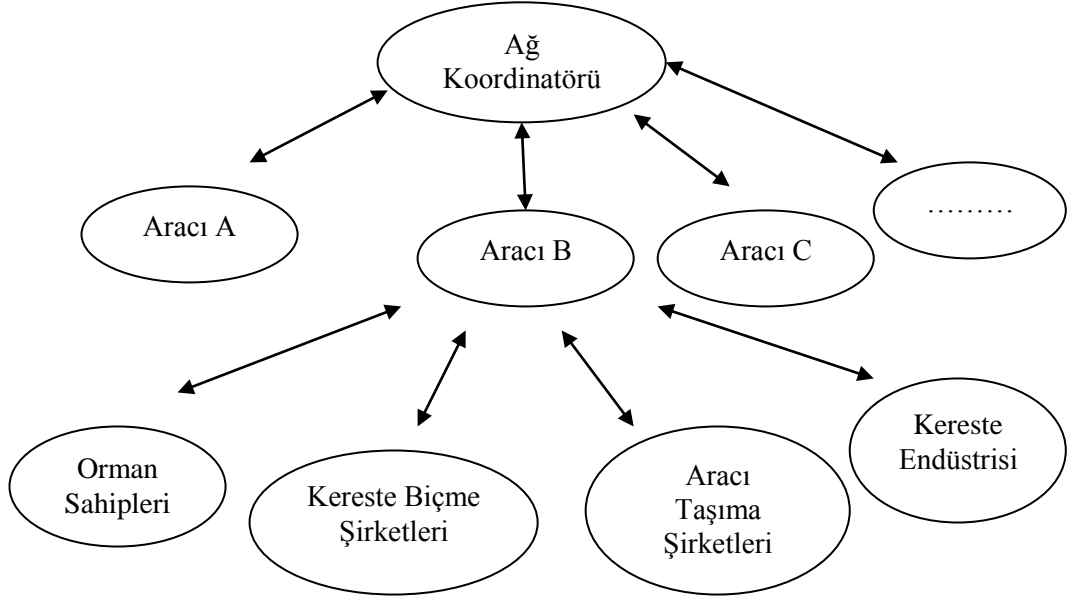 Ağ
Koordinatörü
Aracı A
Aracı B
Aracı C
………
Orman
Sahipleri
Kereste Biçme
Şirketleri
Aracı
Taşıma
Şirketleri
Kereste
Endüstrisi